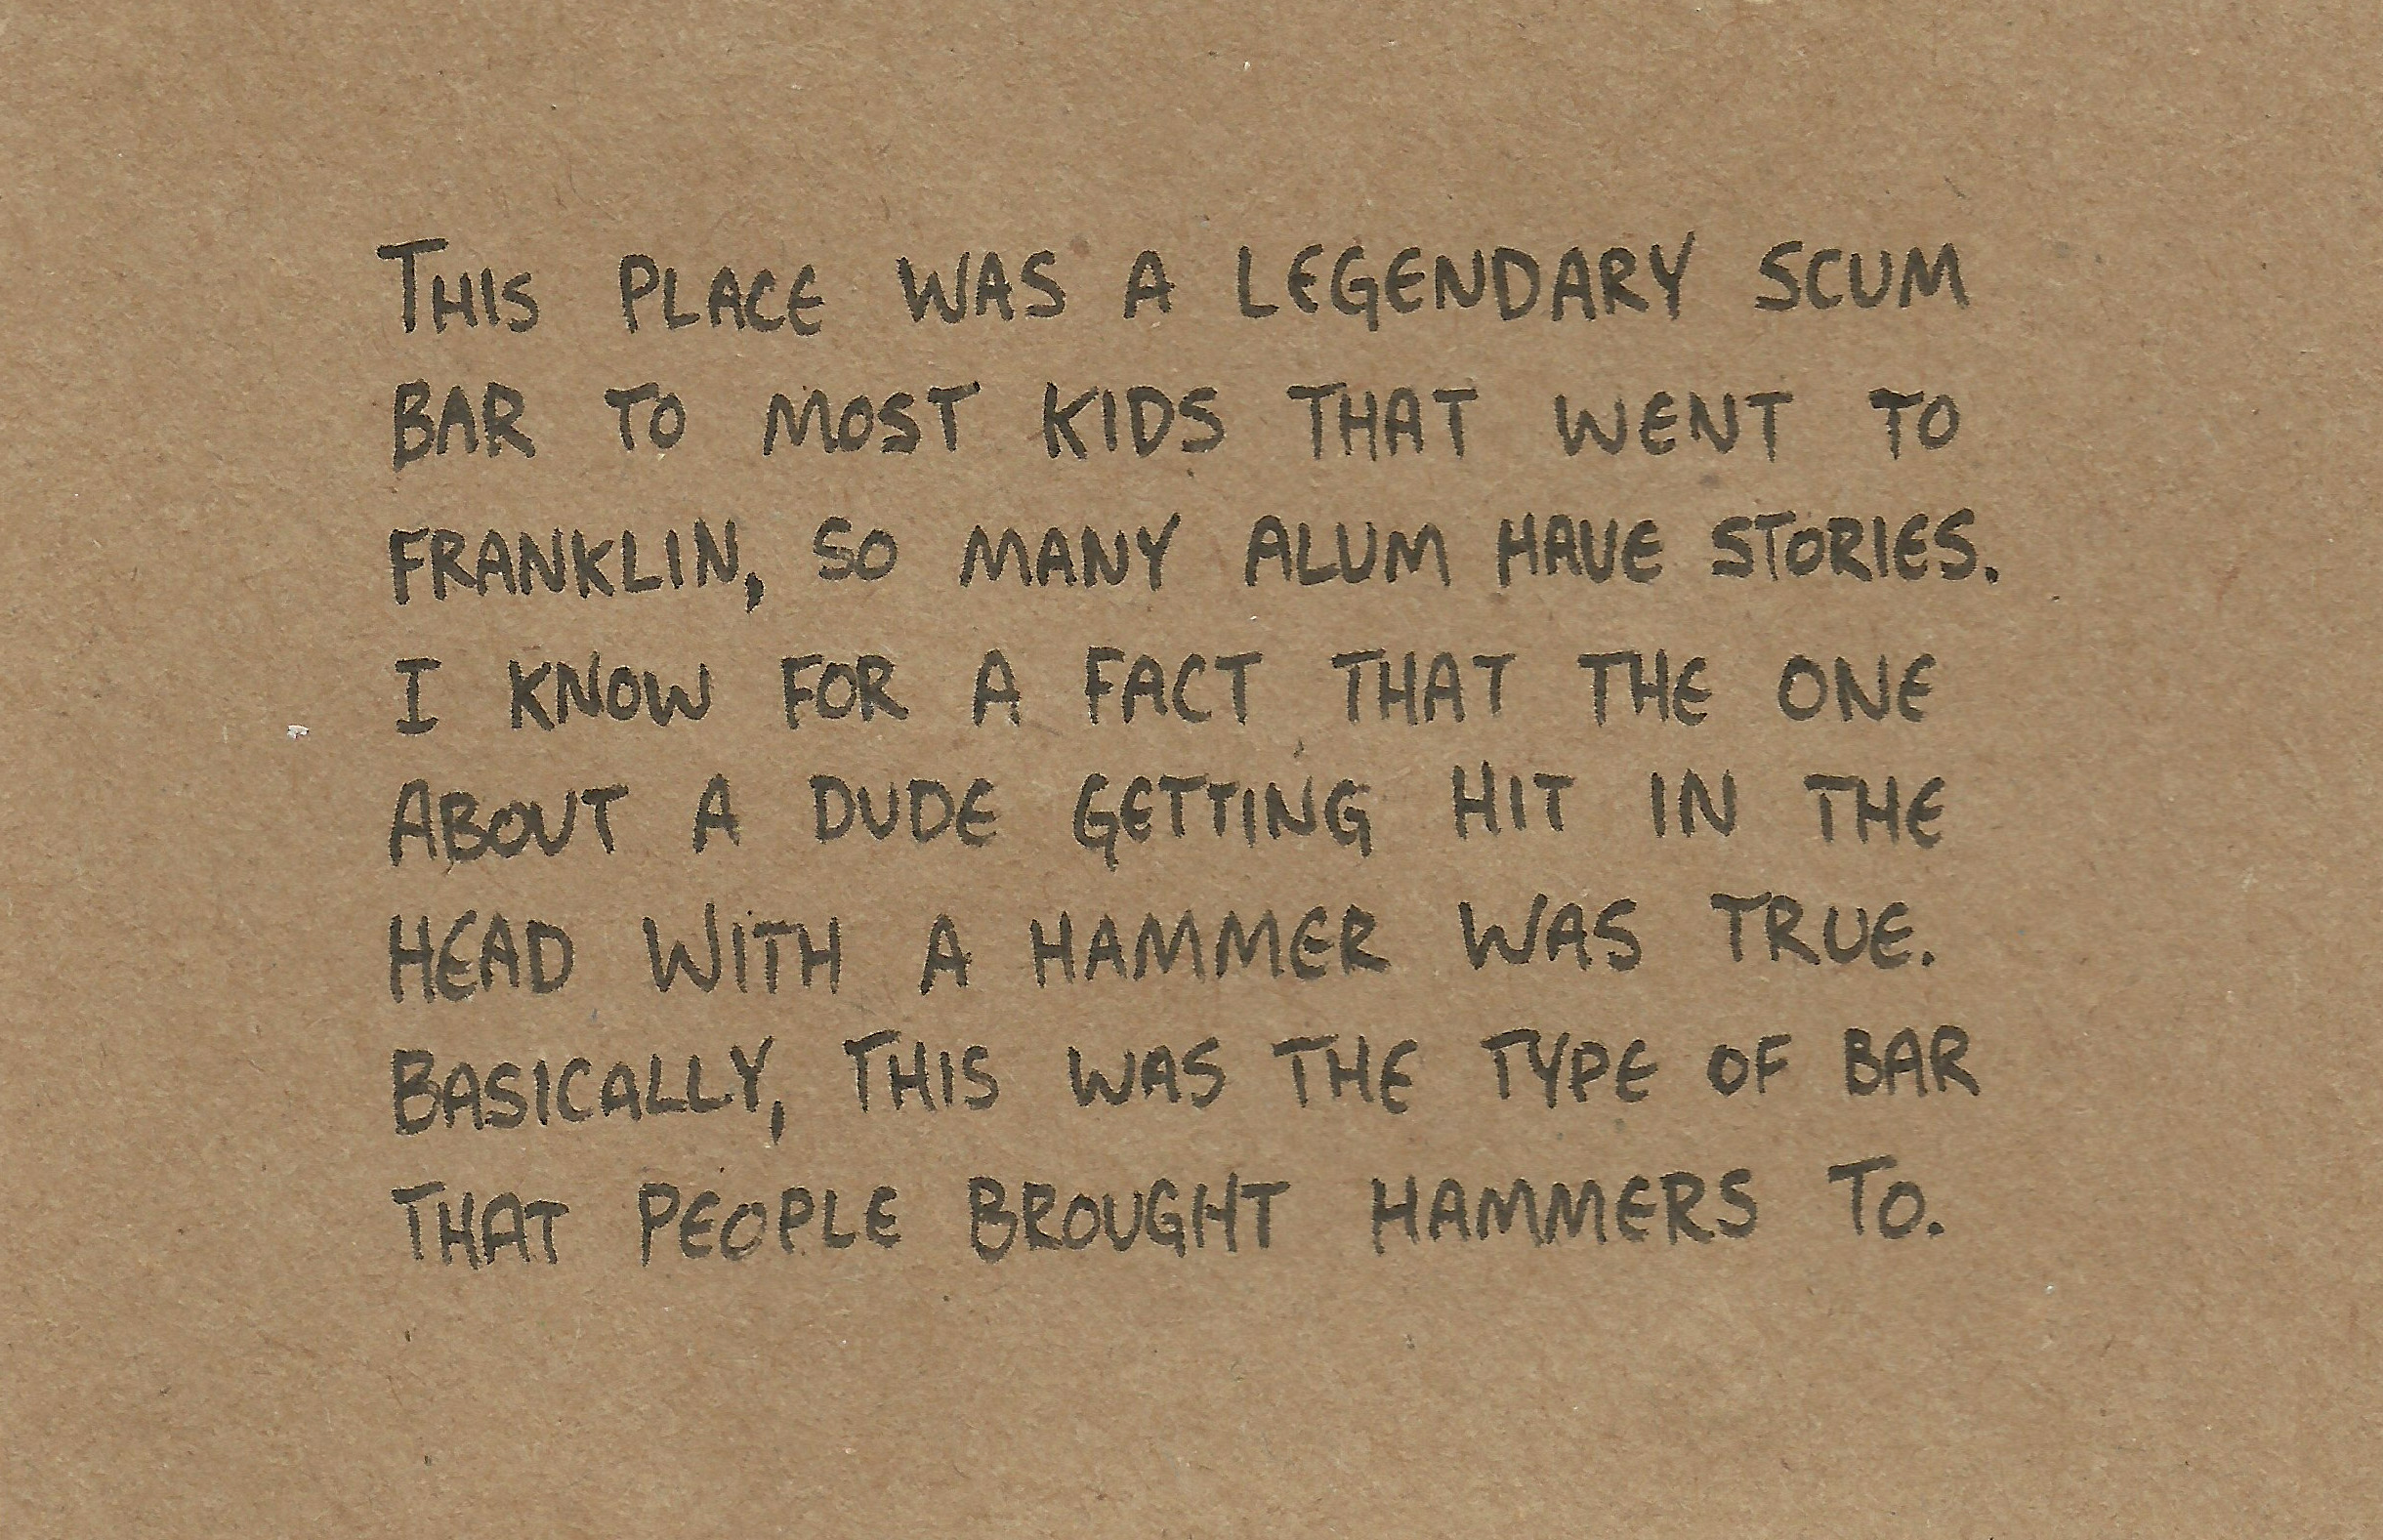 THIS PLACE WAS A LEGENDARY SCUM
BAR TO MOST KIDS THAT WENT TO
FRANKLIN, SO MANY ALUM HAVE STORIES.
I KNOW FOR A FACT THAT THE ONE
ABOUT A DUDE GETTING HIT IN THE
HEAD WITH A HAMMER WAS TRUE.
BASICALLY, THIS WAS THE TYPE OF BAR
THAT PEOPLE BROUGHT HAMMERS TO.